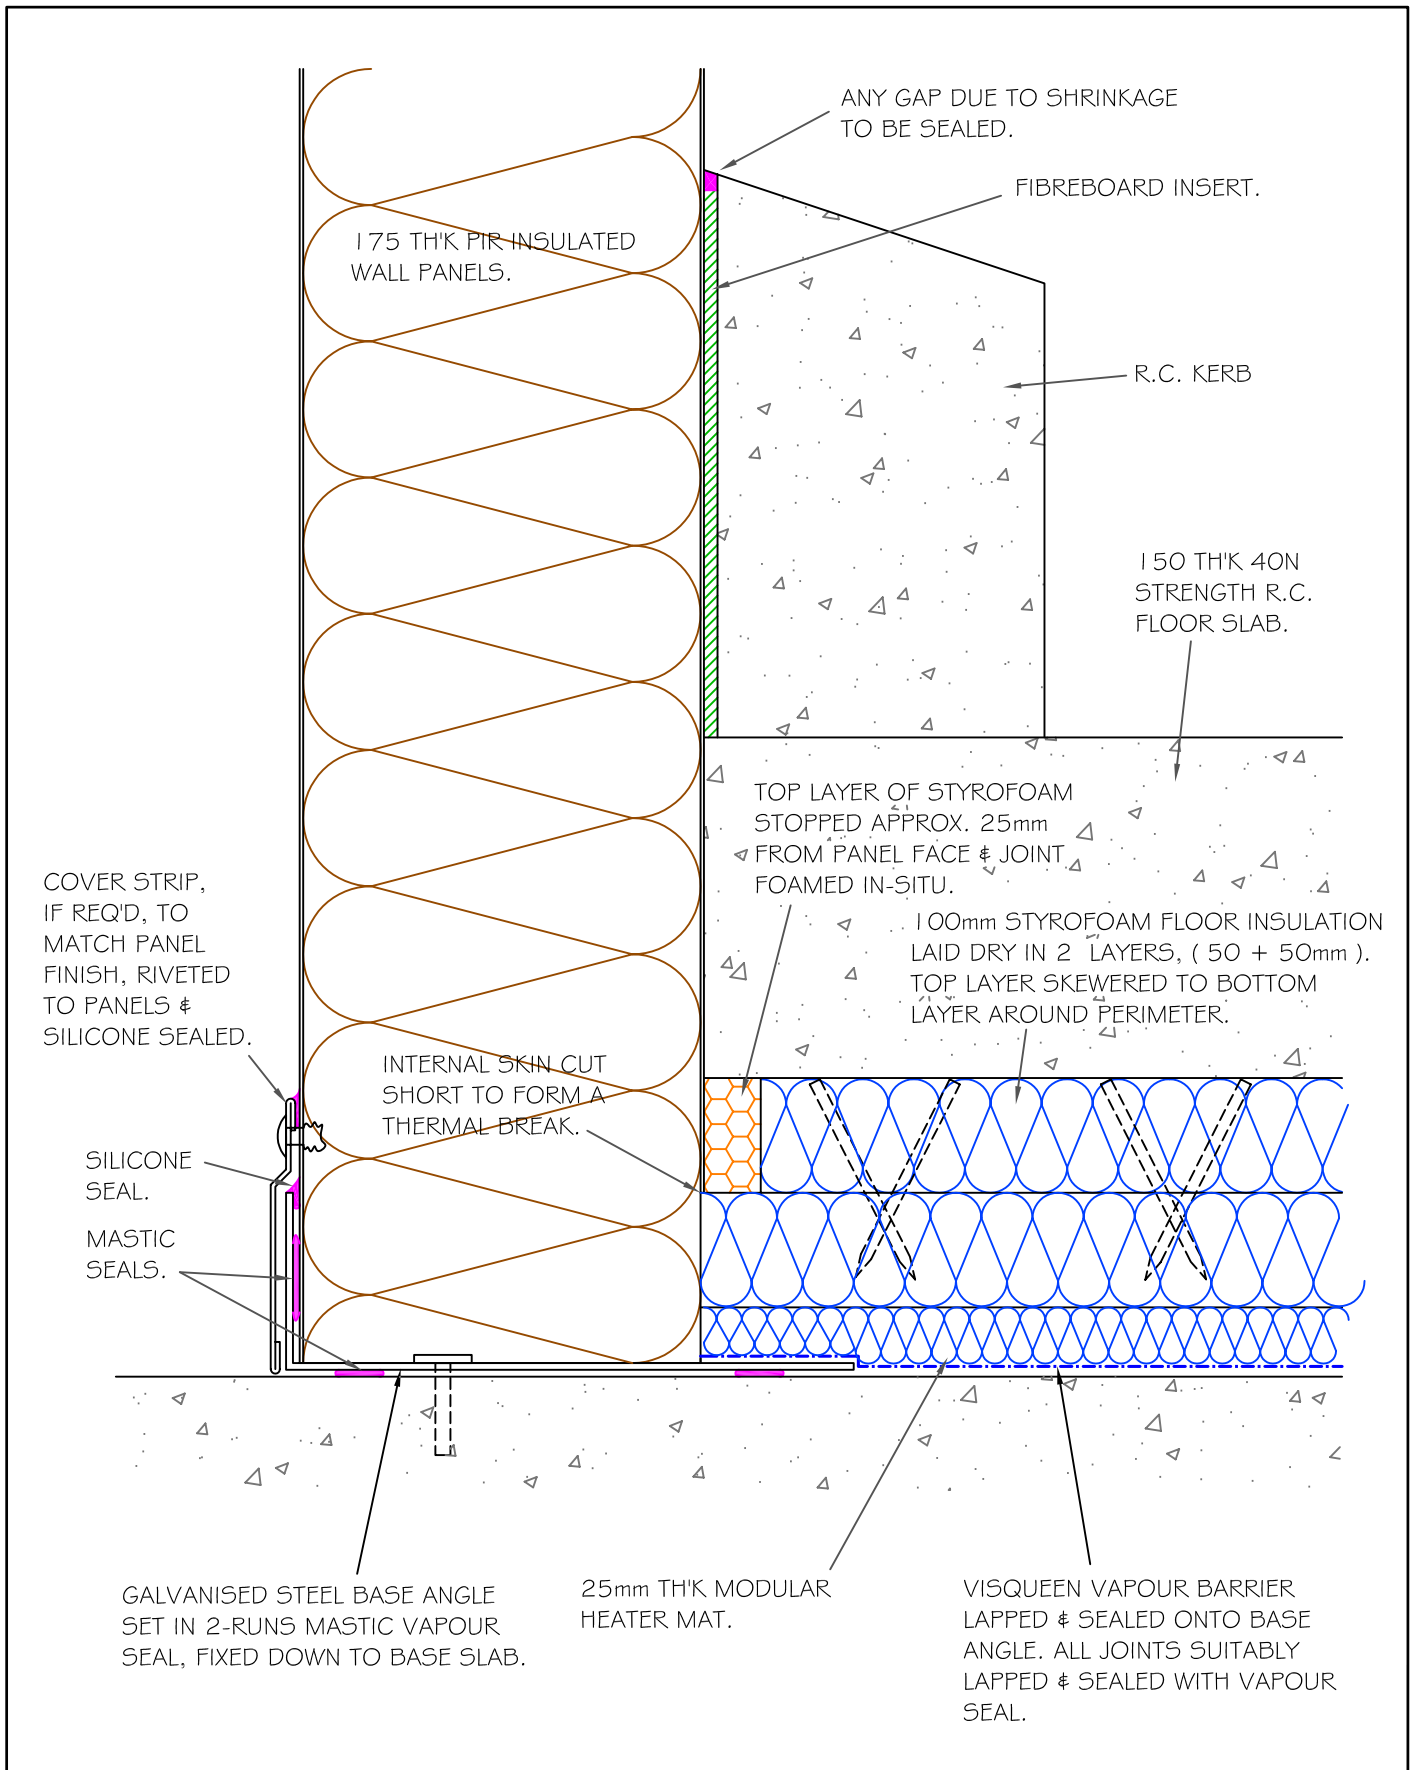 ANY GAP DUE TO SHRINKAGE
TO BE SEALED.
FIBREBOARD INSERT.
175 TH'K PIR INSULATED
WALL PANELS.
R.C. KERB
150 TH'K 40N
STRENGTH R.C.
FLOOR SLAB.
TOP LAYER OF STYROFOAM
STOPPED APPROX. 25mm
FROM PANEL FACE & JOINT
FOAMED IN-SITU.
COVER STRIP,
IF REQ'D, TO
MATCH PANEL
FINISH, RIVETED
TO PANELS &
SILICONE SEALED.
100mm STYROFOAM FLOOR INSULATION
LAID DRY IN 2 LAYERS, ( 50 + 50mm ).
TOP LAYER SKEWERED TO BOTTOM
LAYER AROUND PERIMETER.
INTERNAL SKIN CUT
SHORT TO FORM A
THERMAL BREAK.
SILICONE
SEAL.
MASTIC
SEALS.
GALVANISED STEEL BASE ANGLE
SET IN 2-RUNS MASTIC VAPOUR
SEAL, FIXED DOWN TO BASE SLAB.
25mm TH'K MODULAR
HEATER MAT.
VISQUEEN VAPOUR BARRIER
LAPPED & SEALED ONTO BASE
ANGLE. ALL JOINTS SUITABLY
LAPPED & SEALED WITH VAPOUR
SEAL.